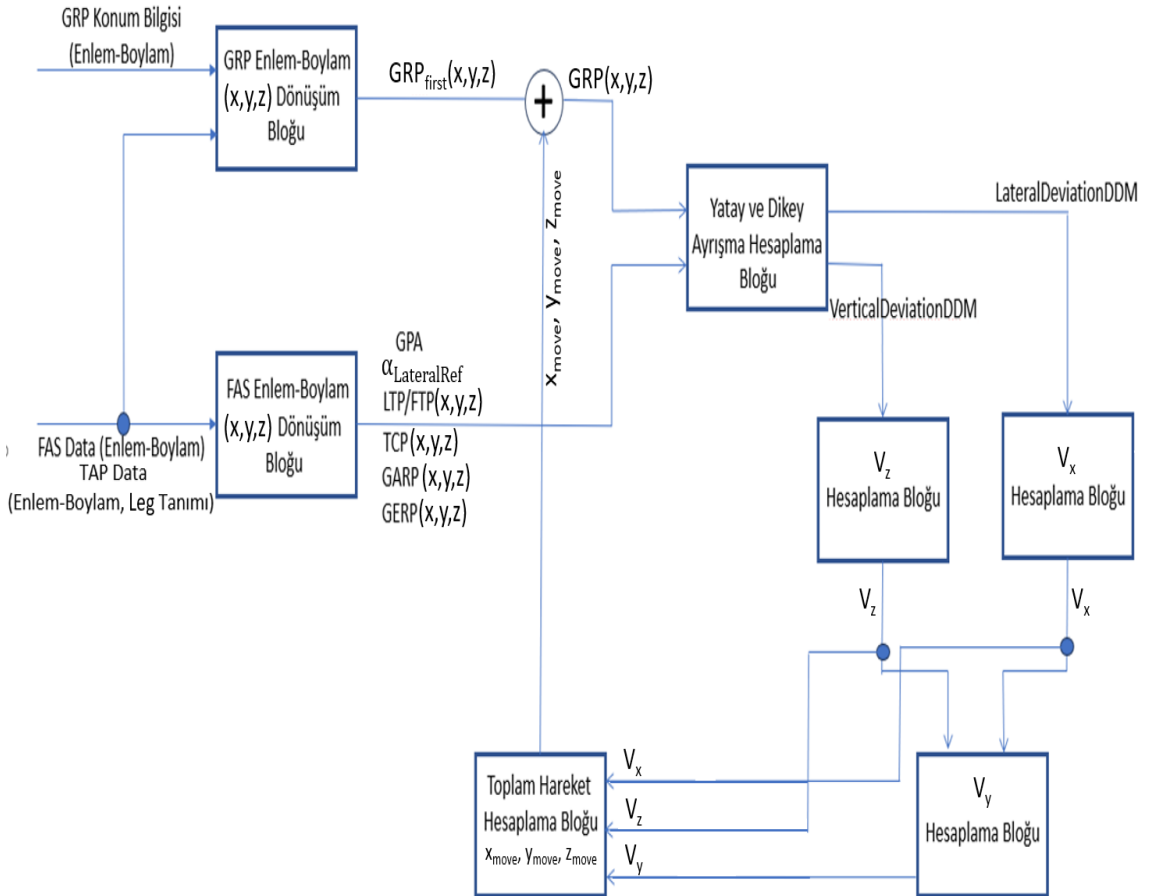 GRP Konum Bilgisi
(Enlem-Boylam)
GRP Enlem-Boylam
(x,y,z) Dönüşüm
Bloğu
GRPfirst(x,y,z)
+
GRP(x,y,z)
xmove, ymove, zmove
Yatay ve Dikey
Ayrışma Hesaplama
Bloğu
LateralDeviationDDM
VerticalDeviationDDM
FAS Data (Enlem-Boylam)
TAP Data
(Enlem-Boylam, Leg Tanımı)
FAS Enlem-Boylam
(x,y,z) Dönüşüm
Bloğu
GPA
αLateralRef
LTP/FTP(x,y,z)
TCP(x,y,z)
GARP(x,y,z)
GERP(x,y,z)
Vz
Hesaplama Bloğu
Vx
Hesaplama Bloğu
Vz
Vx
Toplam Hareket
Hesaplama Bloğu
xmove, ymove, zmove
Vx
Vz
Vy
Vy
Hesaplama Bloğu